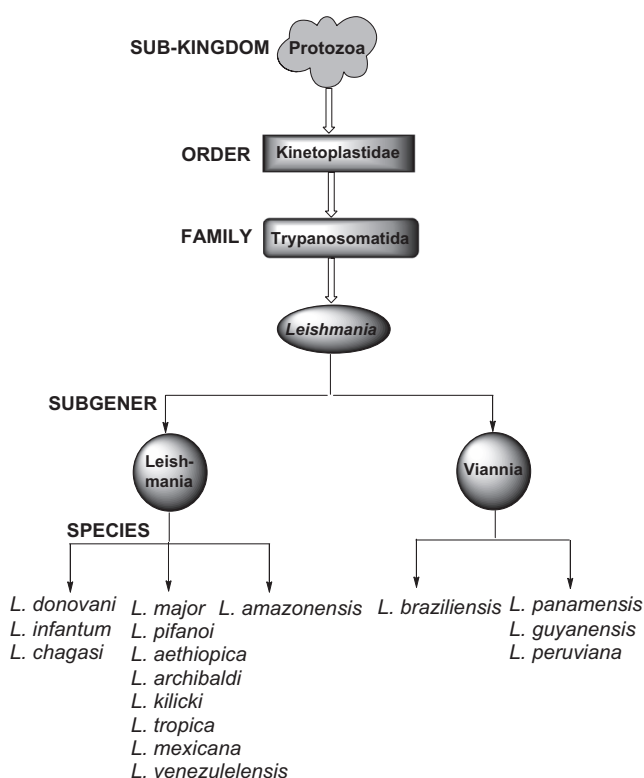 SUB-KINGDOM
Protozoa
ORDER
Kinetoplastidae
FAMILY
Trypanosomatida
Leishmania
SUBGENER
Leish-
mania
Viannia
SPECIES
L. donovani
L. infantum
L. chagasi
L. major
L. pifanoi
L. aethiopica
L. archibaldi
L. kilicki
L. tropica
L. mexicana
L. venezulelensis
L. amazonensis
L. braziliensis
L. panamensis
L. guyanensis
L. peruviana